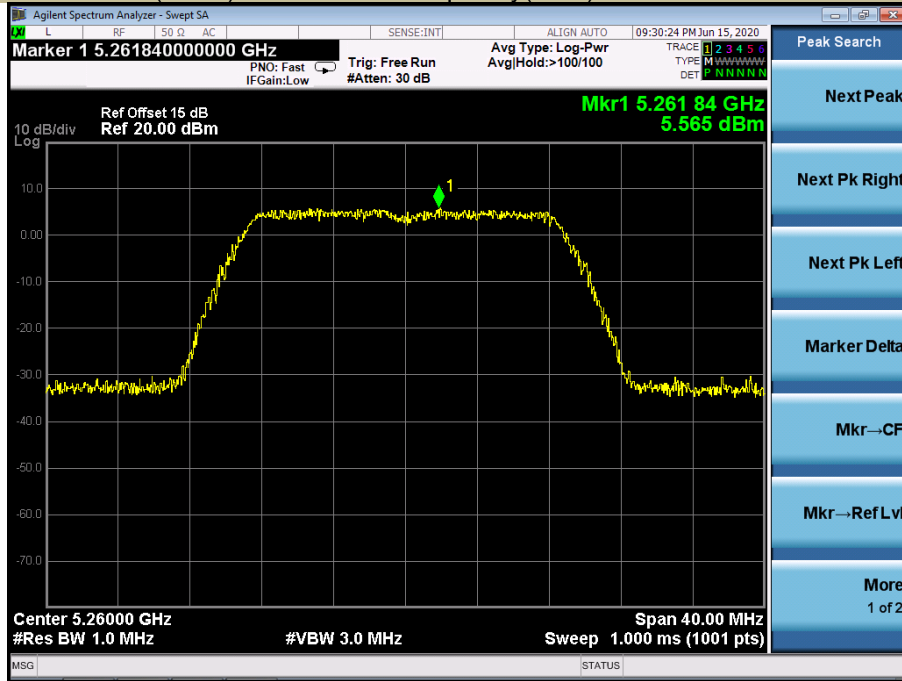 Agilent Spectrum Analyzer - Swept SA
LXI L RF 50 Ω AC SENSE:INT ALIGN AUTO 09:30:24 PM Jun 15, 2020
Marker 1 5.261840000000 GHz
PNO: Fast
IFGain:Low
Trig: Free Run
#Atten: 30 dB
Avg Type: Log-Pwr
Avg|Hold:>100/100
TRACE 1 2 3 4 5 6
TYPE M WWWWW
DET P N N N N N
Peak Search
Next Peak
Next Pk Right
Next Pk Left
Marker Delta
Mkr→CF
Mkr→Ref Lvl
More
1 of 2
Ref Offset 15 dB
10 dB/div Ref 20.00 dBm
Log
Mkr1 5.261 84 GHz
5.565 dBm
1
10.0
0.00
-10.0
-20.0
-30.0
-40.0
-50.0
-60.0
-70.0
Center 5.26000 GHz Span 40.00 MHz
#Res BW 1.0 MHz #VBW 3.0 MHz Sweep 1.000 ms (1001 pts)
MSG STATUS